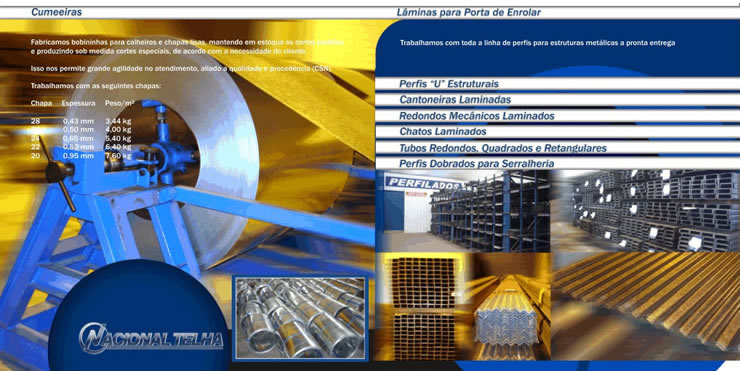 Cumeeiras
Fabricamos bobininhas para calheiros e chapas lisas, mantendo em estoque os cortes
e produzindo sob medida cortes especiais, de acordo com a necessidade do cliente.
Isso nos permite grande agilidade no atendimento, aliado a qualidade e procedência (CSN).
Trabalhamos com as seguintes chapas:
Chapa Espessura Peso/m²
28 0,43 mm 3,44 kg
0,50 mm 4,00 kg
24 0,65 mm 5,40 kg
22 0,80 mm 6,40 kg
20 0,95 mm 7,60 kg
NACIONAL TELHA
Lâminas para Porta de Enrolar
Trabalhamos com toda a linha de perfis para estruturas metálicas a pronta entrega
Perfis “U” Estruturais
Cantoneiras Laminadas
Redondos Mecânicos Laminados
Chatos Laminados
Tubos Redondos, Quadrados e Retangulares
Perfis Dobrados para Serralheria
PERFILADOS